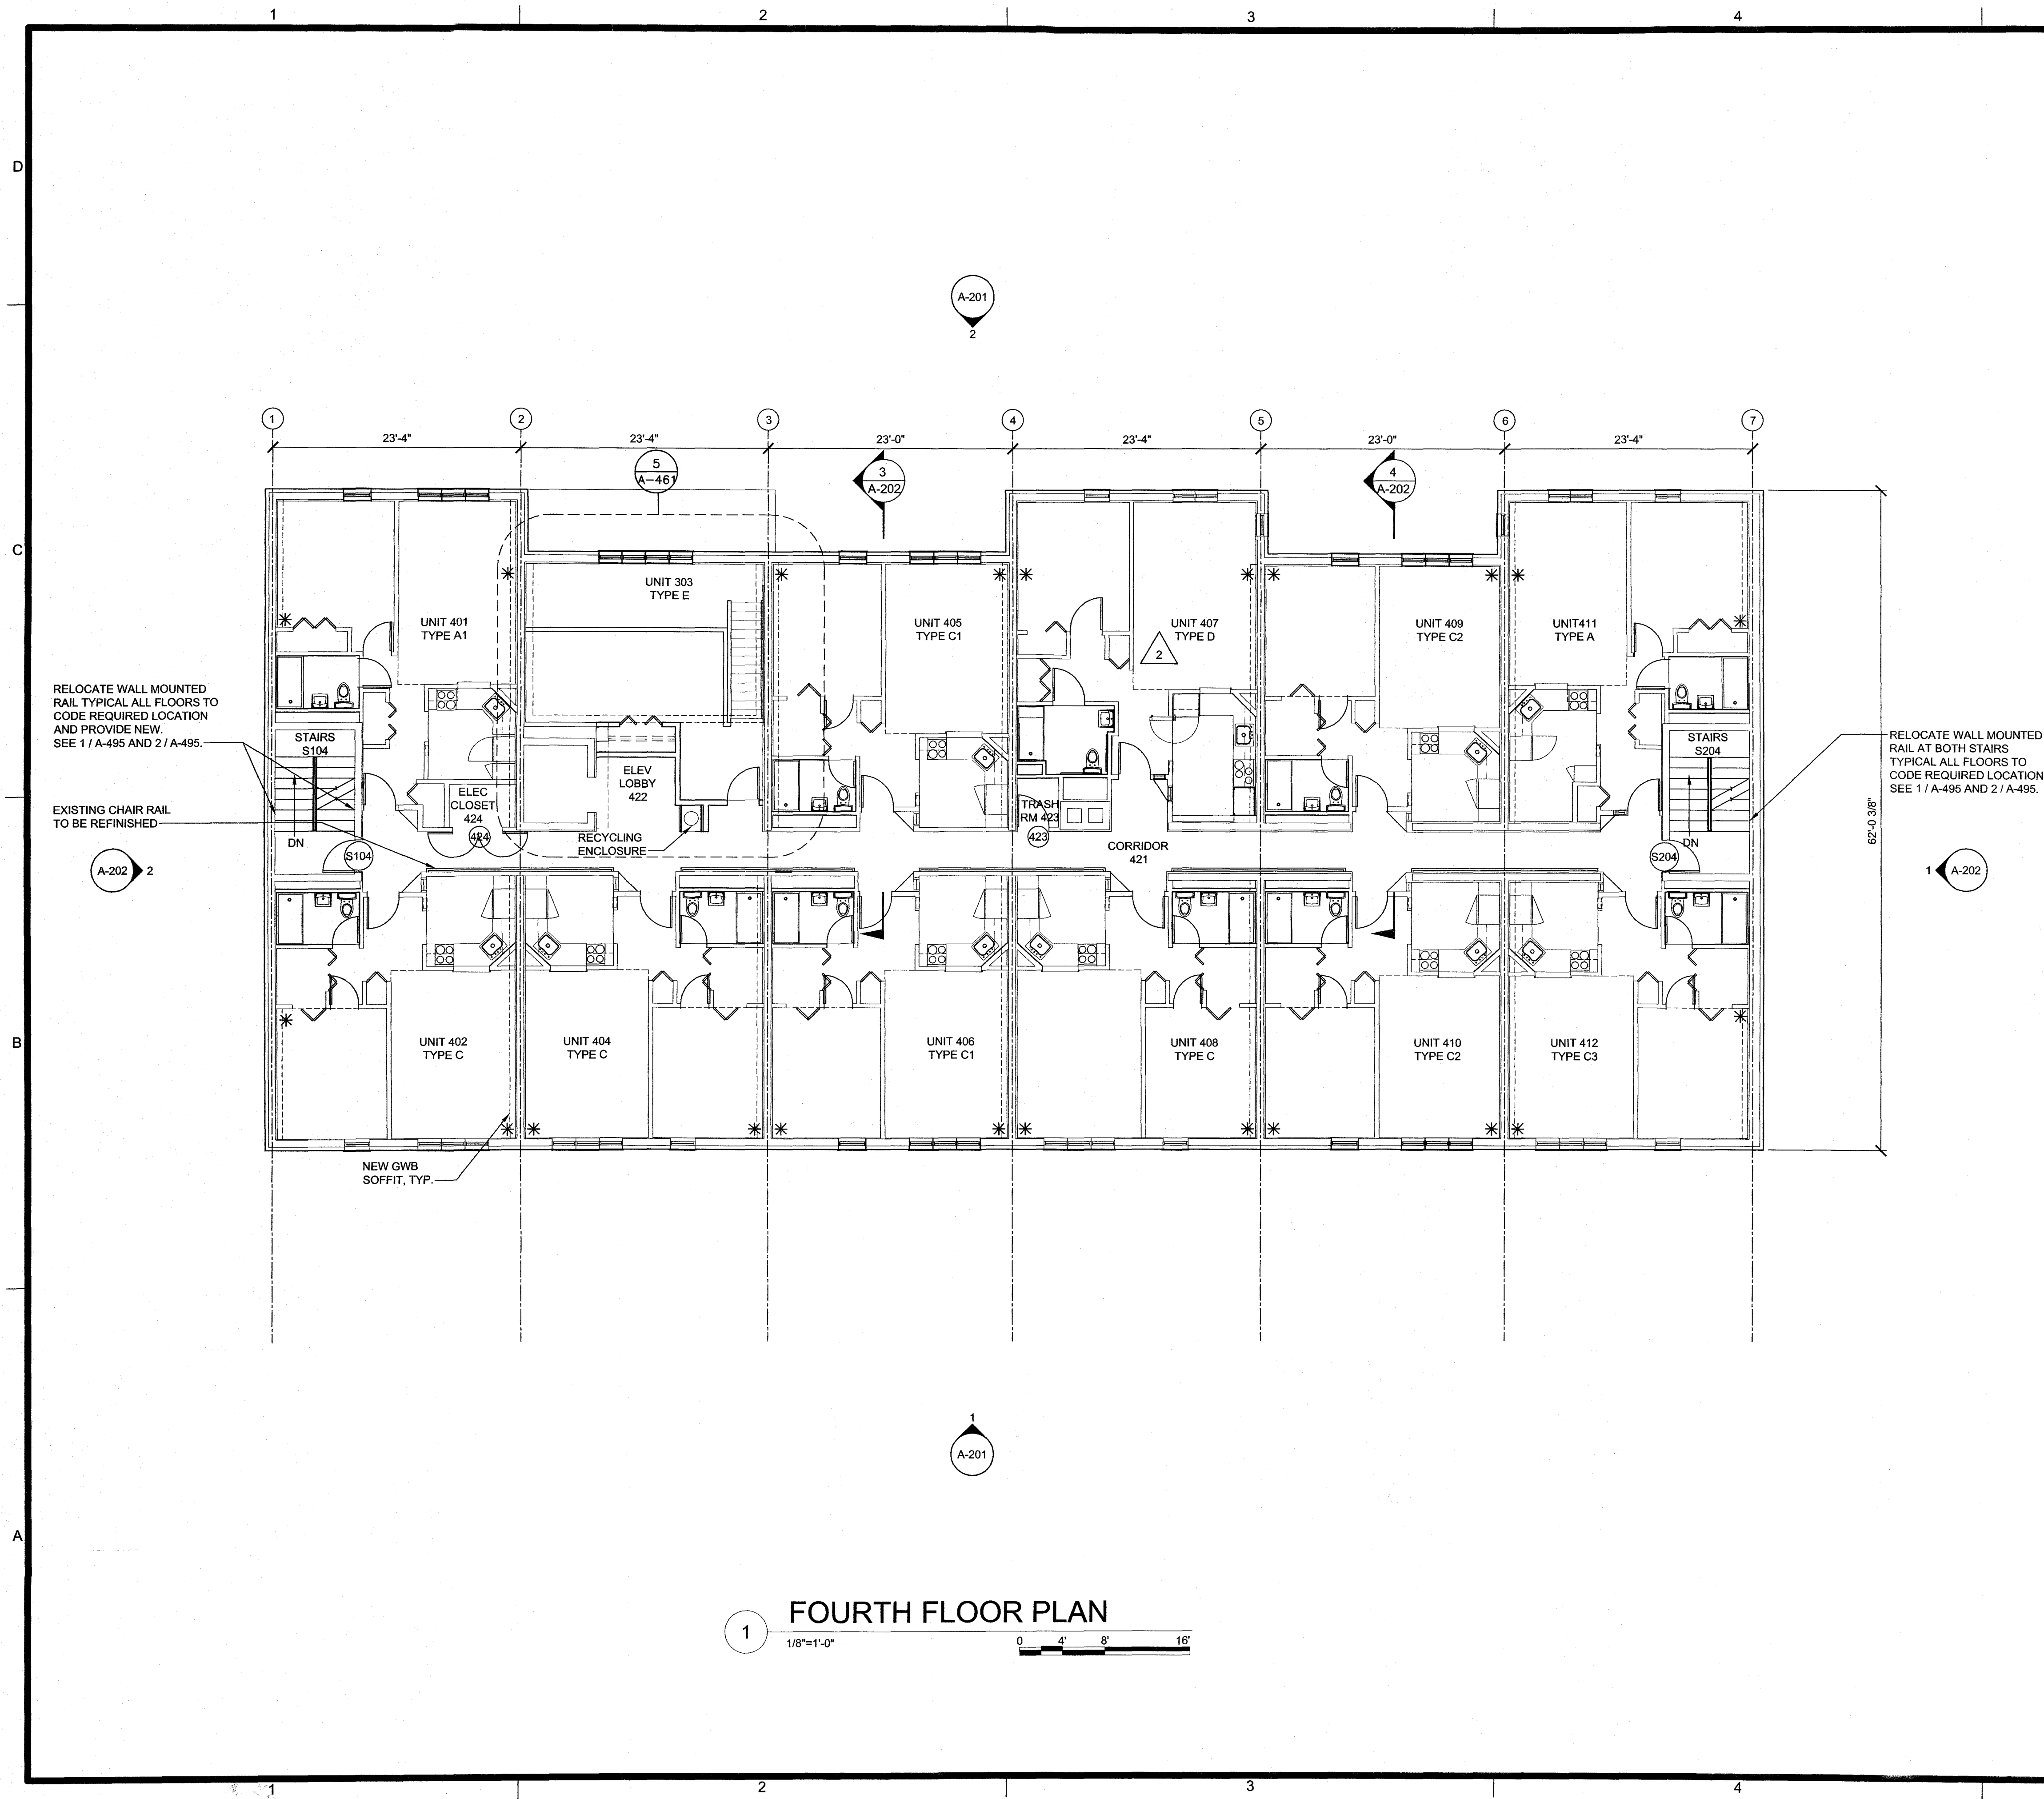 1 2 3 4
D
A-201
2
1 2 3 4 5 6 7
23'-4" 23'-4" 23'-0" 23'-4" 23'-0" 23'-4"
5
A-461
3
A-202
4
A-202
C
UNIT 303
TYPE E
UNIT 401
TYPE A1
UNIT 405
TYPE C1
UNIT 407
TYPE D
2
UNIT 409
TYPE C2
UNIT411
TYPE A
RELOCATE WALL MOUNTED
RAIL TYPICAL ALL FLOORS TO
CODE REQUIRED LOCATION
AND PROVIDE NEW.
SEE 1 / A-495 AND 2 / A-495.
STAIRS
S104
STAIRS
S204
RELOCATE WALL MOUNTED
RAIL AT BOTH STAIRS
TYPICAL ALL FLOORS TO
CODE REQUIRED LOCATION
SEE 1 / A-495 AND 2 / A-495.
ELEV
LOBBY
422
ELEC
CLOSET
424
424
EXISTING CHAIR RAIL
TO BE REFINISHED
TRASH
RM 423
423
RECYCLING
ENCLOSURE
DN
DN
62'-0 3/8"
CORRIDOR
421
S104
S204
A-202 2
1 A-202
B
UNIT 402
TYPE C
UNIT 404
TYPE C
UNIT 406
TYPE C1
UNIT 408
TYPE C
UNIT 410
TYPE C2
UNIT 412
TYPE C3
NEW GWB
SOFFIT, TYP.
1
A-201
A
1
FOURTH FLOOR PLAN
1/8"=1'-0"
0 4' 8' 16'
1 2 3 4